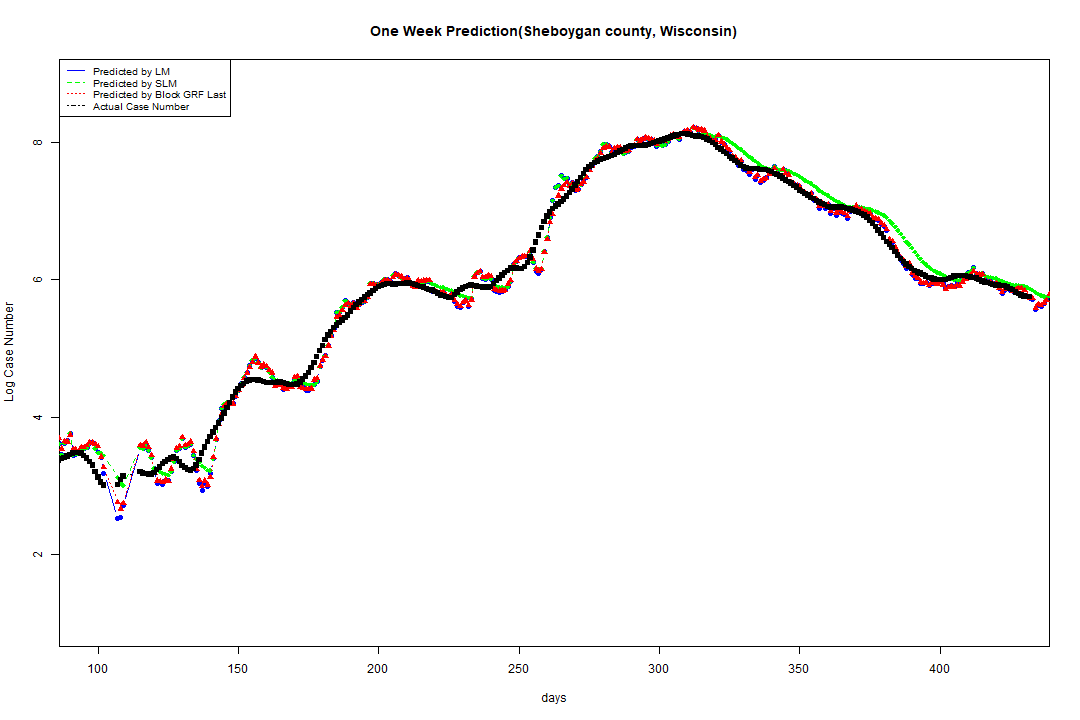 One Week Prediction(Sheboygan county, Wisconsin)
Predicted by LM
Predicted by SLM
Predicted by Block GRF Last
Actual Case Number
8
6
4
2
Log Case Number
100 150 200 250 300 350 400
days